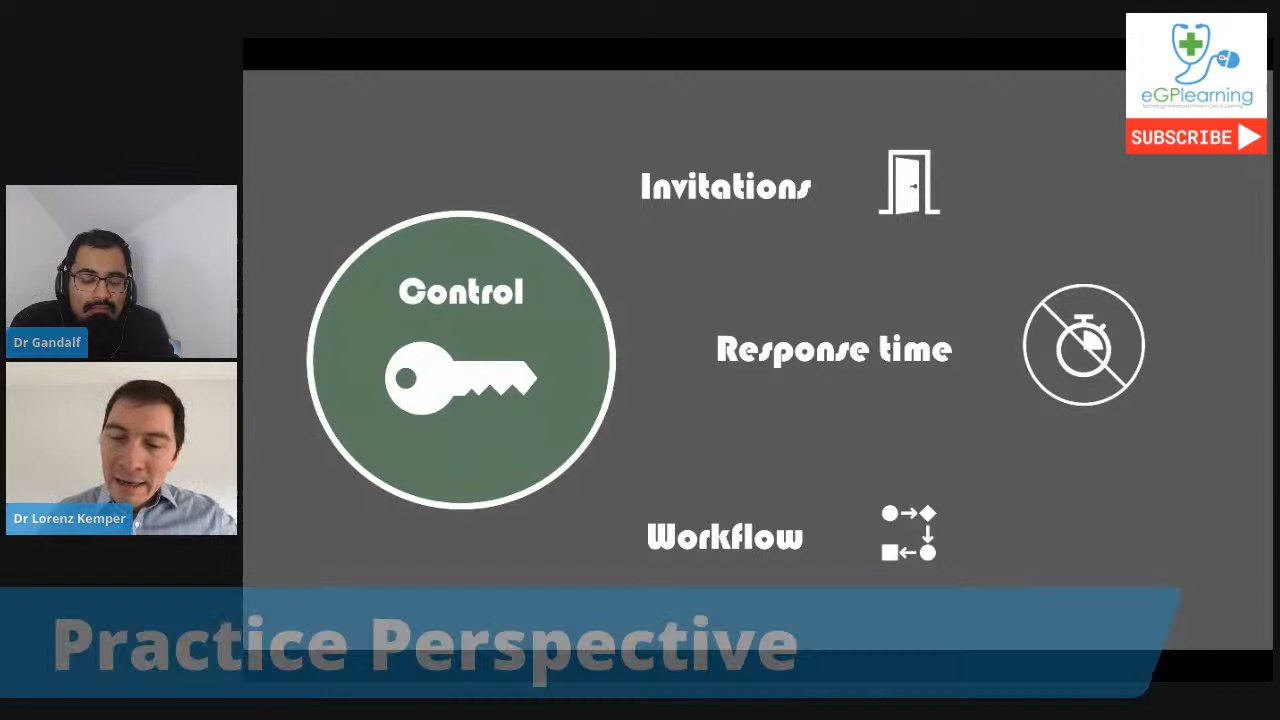 eGPlearning
SUBSCRIBE
Invitations
Control
Response time
Dr Gandalf
Dr Lorenz Kemper
Workflow
Practice Perspective